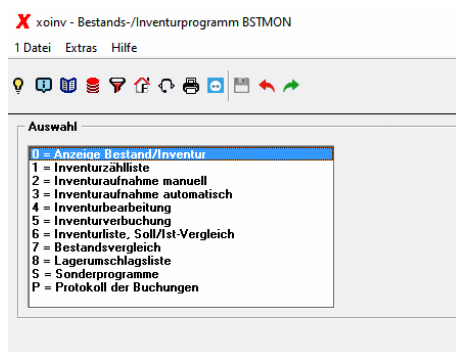 X xoinv - Bestands-/Inventurprogramm BSTMON
1 Datei Extras Hilfe
F
Auswahl
0 = Anzeige Bestand/Inventur
1 = Inventurzählliste
2 = Inventuraufnahme manuell
3 = Inventuraufnahme automatisch
4 = Inventurbearbeitung
5 = Inventurverbuchung
6 = Inventurliste, Soll/Ist-Vergleich
7 = Bestandsvergleich
8 = Lagerumschlagsliste
S = Sonderprogramme
P = Protokoll der Buchungen